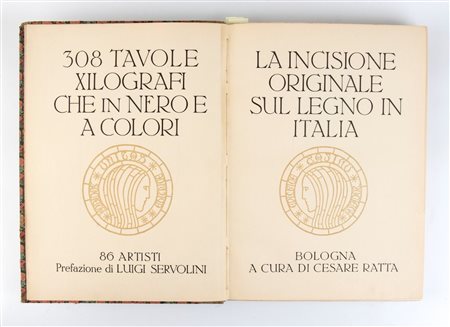 308 TAVOLE
XILOGRAFI
CHE IN NERO E
A COLORI
86 ARTISTI
Prefazione di LUIGI SERVOLINI
LA INCISIONE
ORIGINALE
SUL LEGNO IN
ITALIA
BOLOGNA
A CURA DI CESARE RATTA